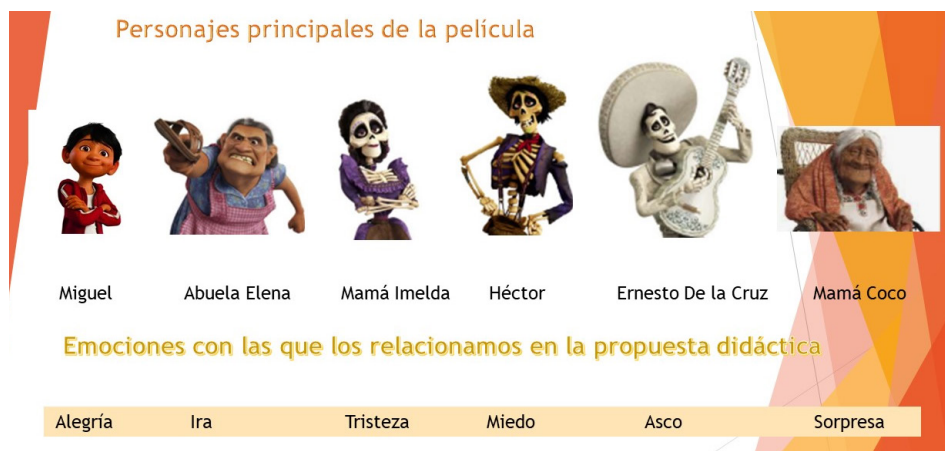 Personajes principales de la película
Miguel Abuela Elena Mamá Imelda Héctor Ernesto De la Cruz Mamá Coco
Emociones con las que los relacionamos en la propuesta didáctica
Alegría Ira Tristeza Miedo Asco Sorpresa